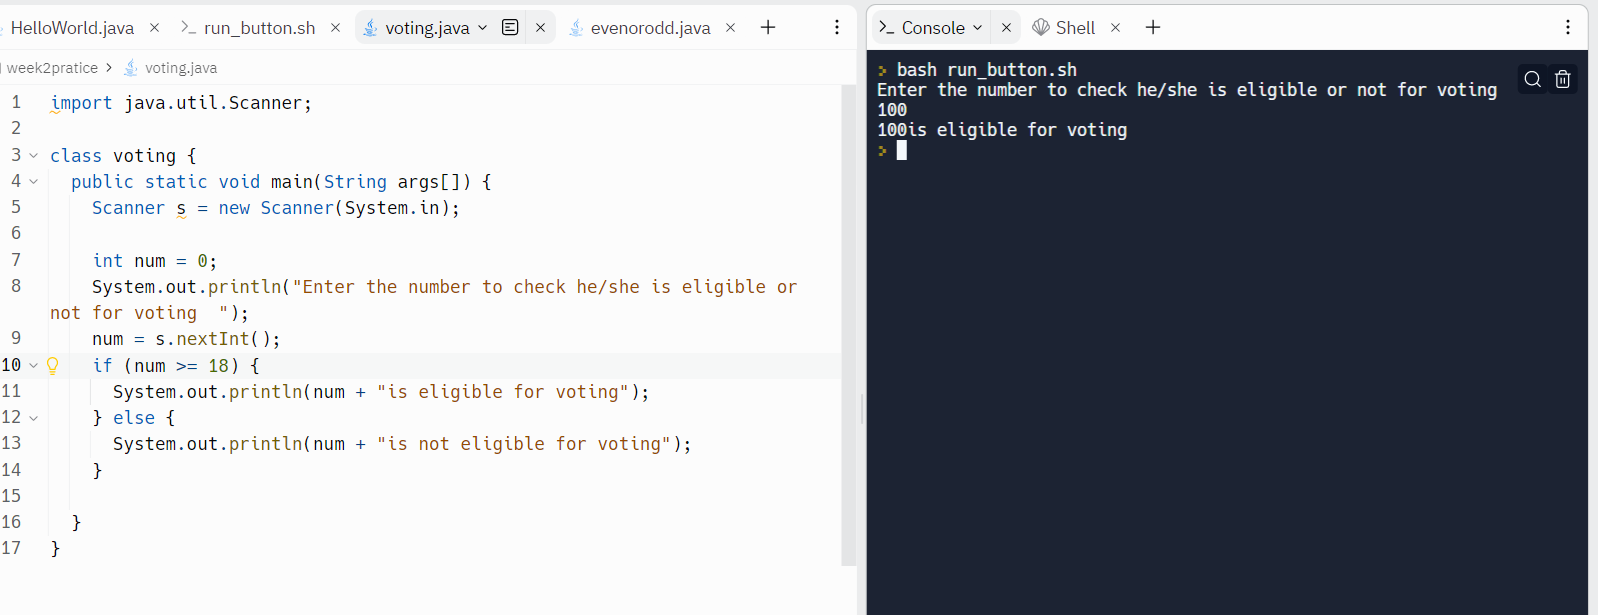 HelloWorld.java × >_ run_button.sh × voting.java × evenorodd.java × +
week2pratice > voting.java
1 import java.util.Scanner;
2
3 class voting {
4 public static void main(String args[]) {
5 Scanner s = new Scanner(System.in);
6
7 int num = 0;
8 System.out.println("Enter the number to check he/she is eligible or
not for voting  ");
9 num = s.nextInt();
10 if (num >= 18) {
11 System.out.println(num + "is eligible for voting");
12 } else {
13 System.out.println(num + "is not eligible for voting");
14 }
15
16 }
17 }
>_ Console × Shell × +
> bash run_button.sh
Enter the number to check he/she is eligible or not for voting
100
100is eligible for voting
>